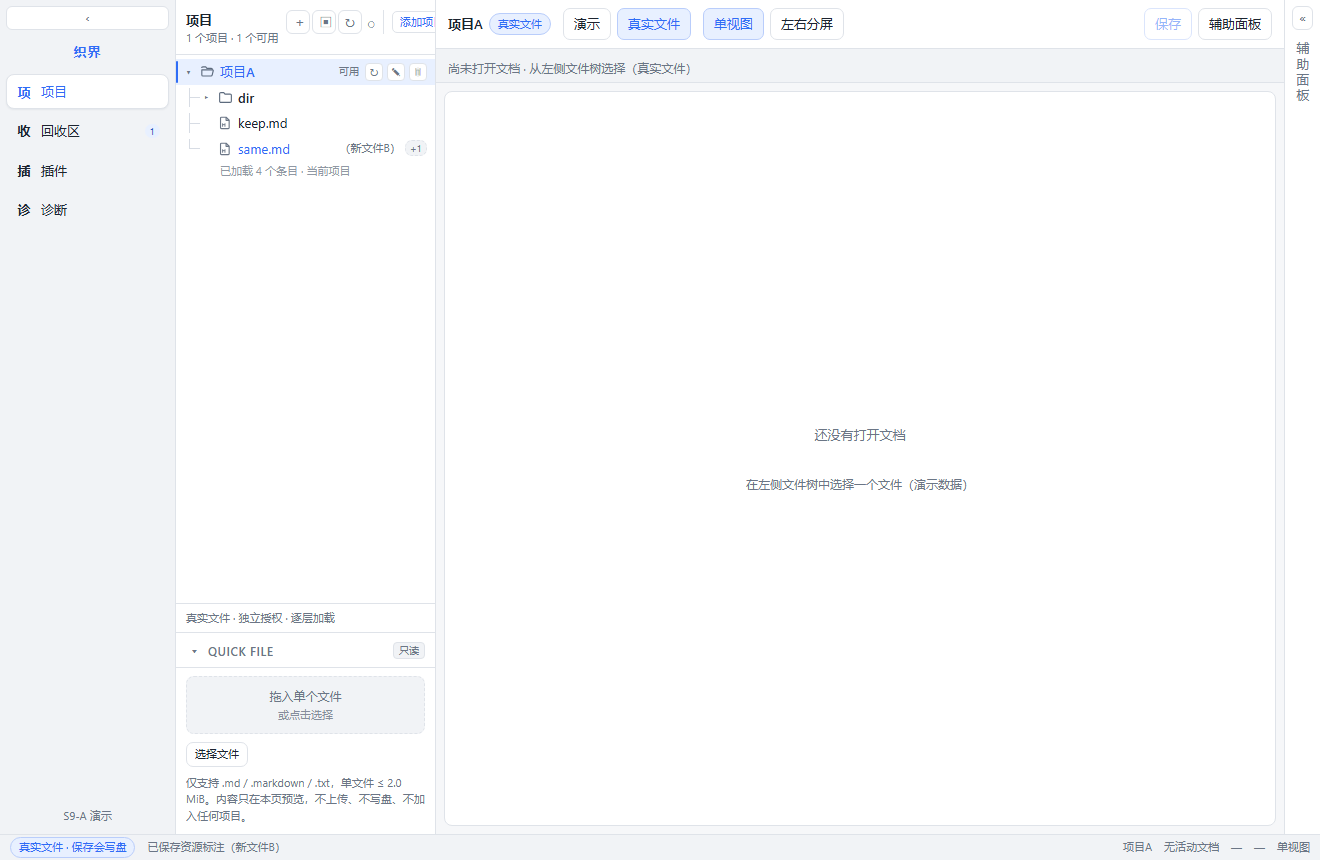 ‹
织界
项 项目
收 回收区 1
插 插件
诊 诊断
S9-A 演示
项目
1 个项目 · 1 个可用
+ ↻ ○ 添加项
项目A 可用 ↻
dir
keep.md
same.md (新文件B) +1
已加载 4 个条目 · 当前项目
真实文件 · 独立授权 · 逐层加载
QUICK FILE 只读
拖入单个文件
或点击选择
选择文件
仅支持 .md / .markdown / .txt，单文件 ≤ 2.0
MiB。内容只在本页预览，不上传、不写盘、不加
入任何项目。
项目A 真实文件 演示 真实文件 单视图 左右分屏 保存 辅助面板
尚未打开文档 · 从左侧文件树选择（真实文件）
还没有打开文档
在左侧文件树中选择一个文件（演示数据）
«
辅助面板
真实文件 · 保存会写盘 已保存资源标注（新文件B） 项目A 无活动文档 — — 单视图